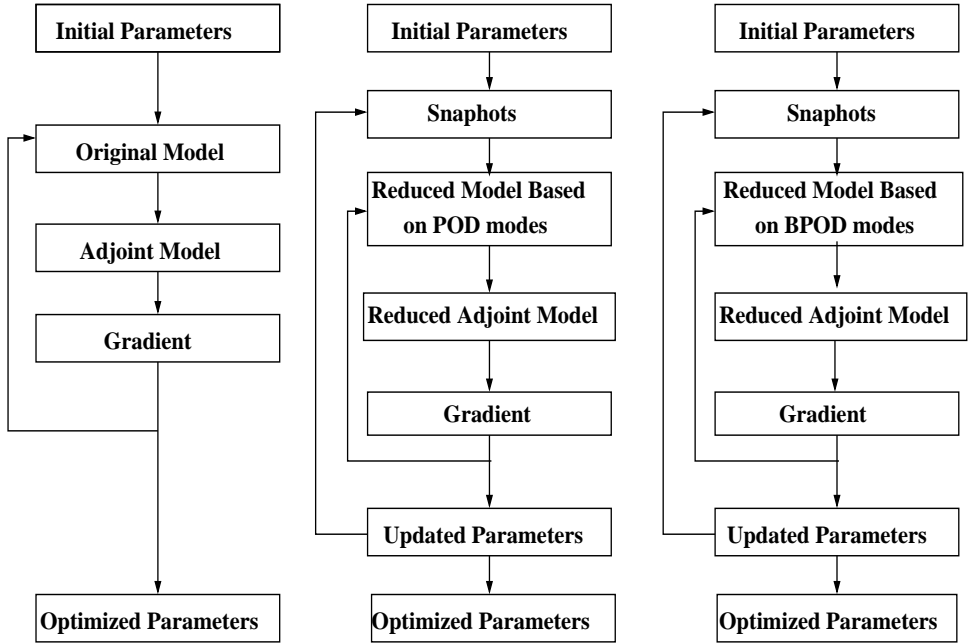 Initial Parameters
Original Model
Adjoint Model
Gradient
Optimized Parameters
Initial Parameters
Snaphots
Reduced Model Based
on POD modes
Reduced Adjoint Model
Gradient
Updated Parameters
Optimized Parameters
Initial Parameters
Snaphots
Reduced Model Based
on BPOD modes
Reduced Adjoint Model
Gradient
Updated Parameters
Optimized Parameters